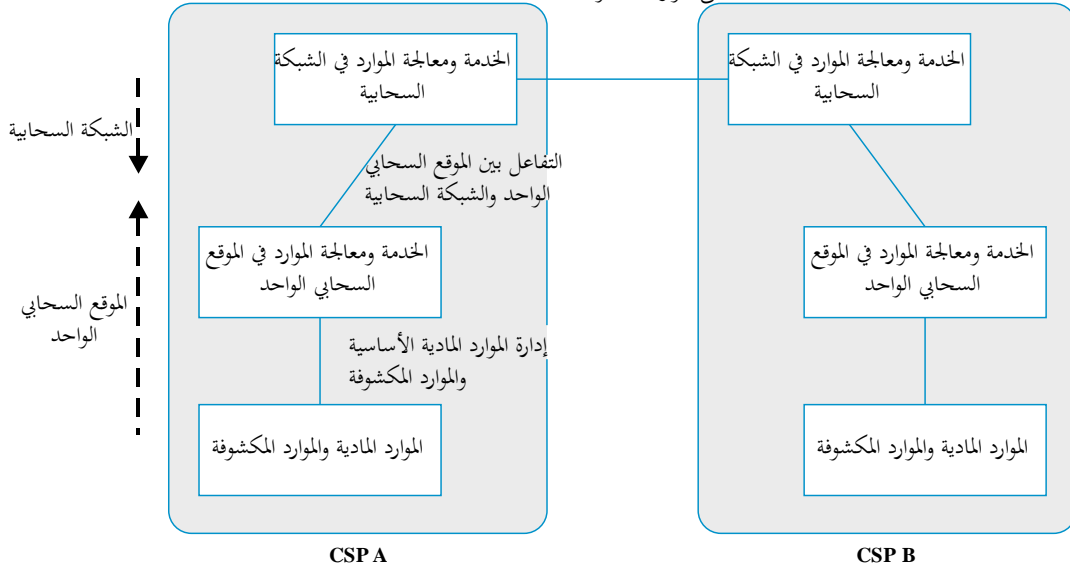 الخدمة ومعالجة الموارد في الشبكة
السحابية
الخدمة ومعالجة الموارد في الشبكة
السحابية
الشبكة السحابية
التفاعل بين الموقع السحابي
الواحد والشبكة السحابية
الخدمة ومعالجة الموارد في الموقع
السحابي الواحد
الخدمة ومعالجة الموارد في الموقع
السحابي الواحد
الموقع السحابي
الواحد
إدارة الموارد المادية الأساسية
والموارد المكشوفة
الموارد المادية والموارد المكشوفة
الموارد المادية والموارد المكشوفة
CSP A
CSP B